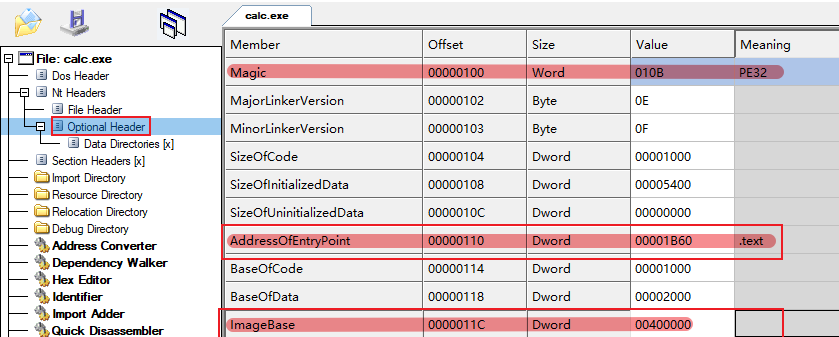 calc.exe
File: calc.exe
Dos Header
Nt Headers
File Header
Optional Header
Data Directories [x]
Section Headers [x]
Import Directory
Resource Directory
Relocation Directory
Debug Directory
Address Converter
Dependency Walker
Hex Editor
Identifier
Import Adder
Quick Disassembler
Member Offset Size Value Meaning
Magic 00000100 Word 010B PE32
MajorLinkerVersion 00000102 Byte 0E
MinorLinkerVersion 00000103 Byte 0F
SizeOfCode 00000104 Dword 00001000
SizeOfInitializedData 00000108 Dword 00005400
SizeOfUninitializedData 0000010C Dword 00000000
AddressOfEntryPoint 00000110 Dword 00001B60 .text
BaseOfCode 00000114 Dword 00001000
BaseOfData 00000118 Dword 00002000
ImageBase 0000011C Dword 00400000